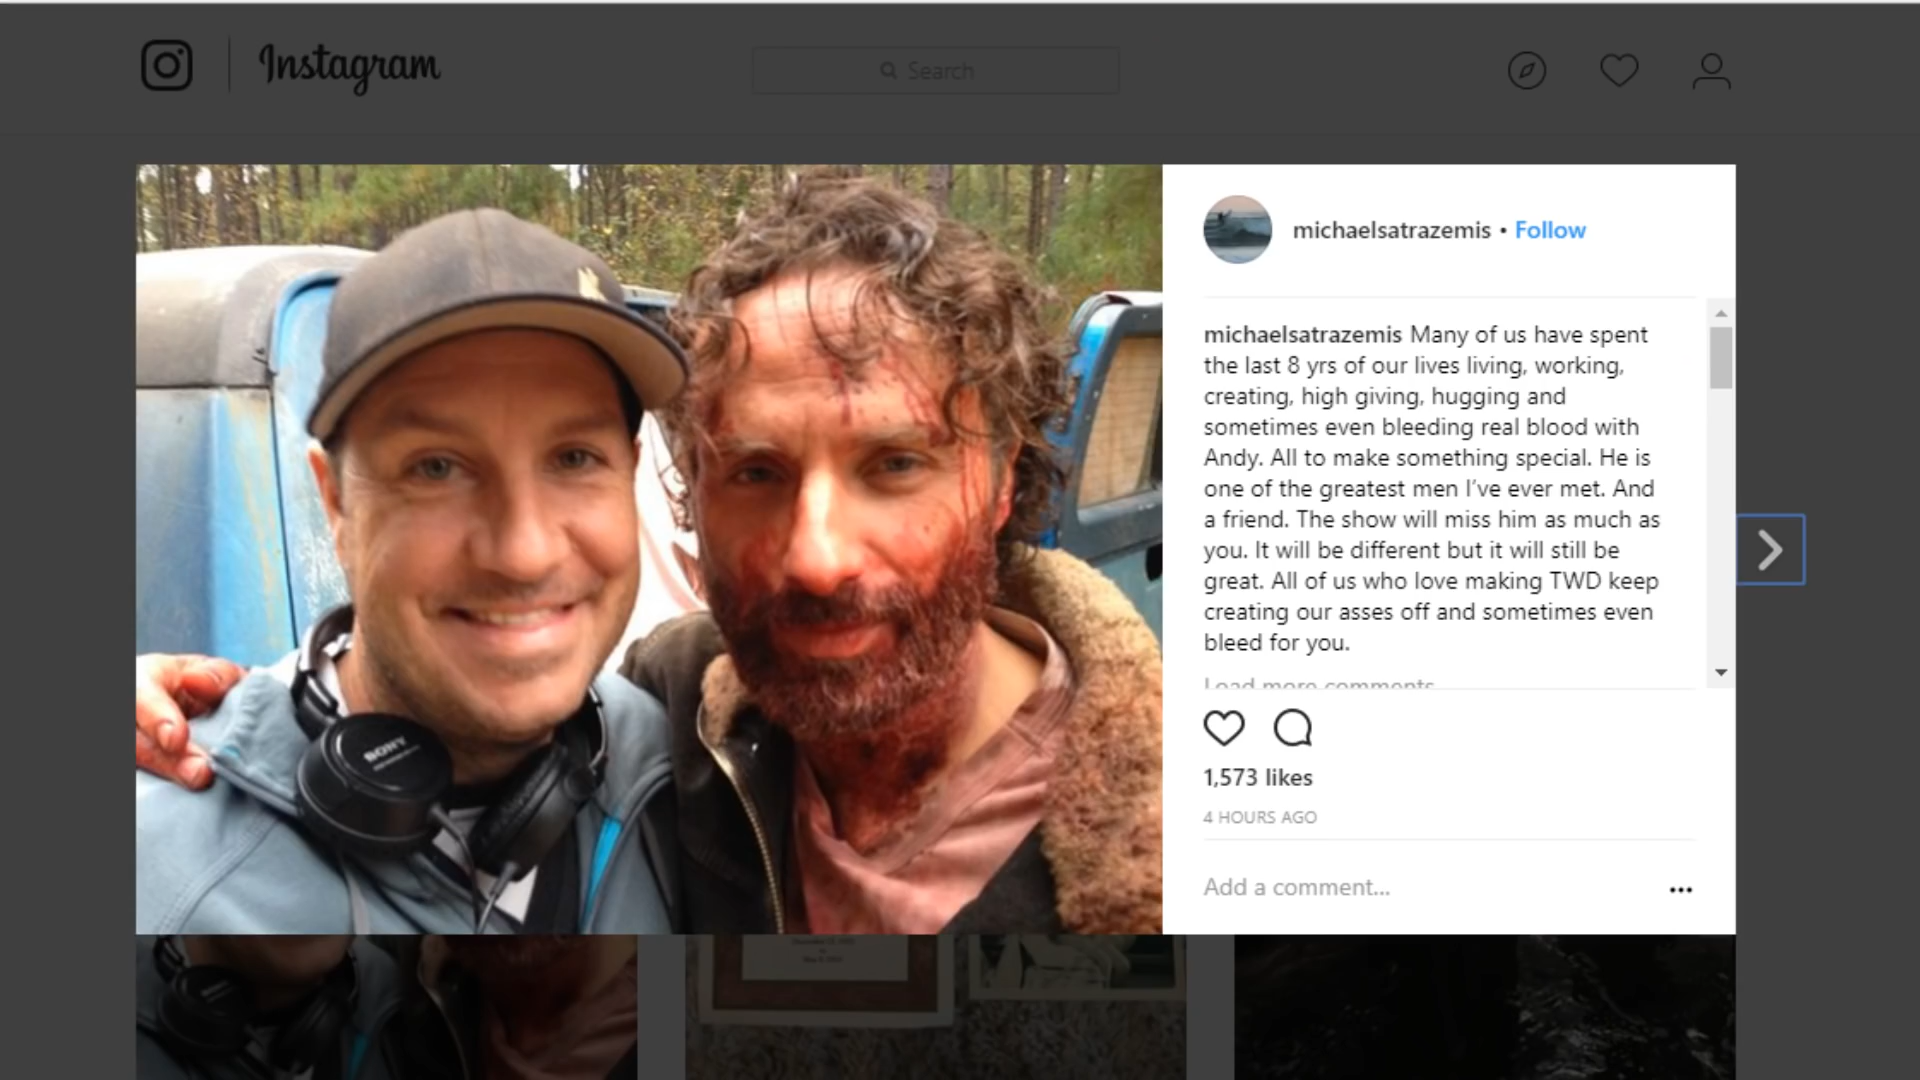 Instagram
Search
michaelsatrazemis • Follow
michaelsatrazemis Many of us have spent
the last 8 yrs of our lives living, working,
creating, high giving, hugging and
sometimes even bleeding real blood with
Andy. All to make something special. He is
one of the greatest men I've ever met. And
a friend. The show will miss him as much as
you. It will be different but it will still be
great. All of us who love making TWD keep
creating our asses off and sometimes even
bleed for you.
Load more comments
1,573 likes
4 HOURS AGO
Add a comment...
SONY